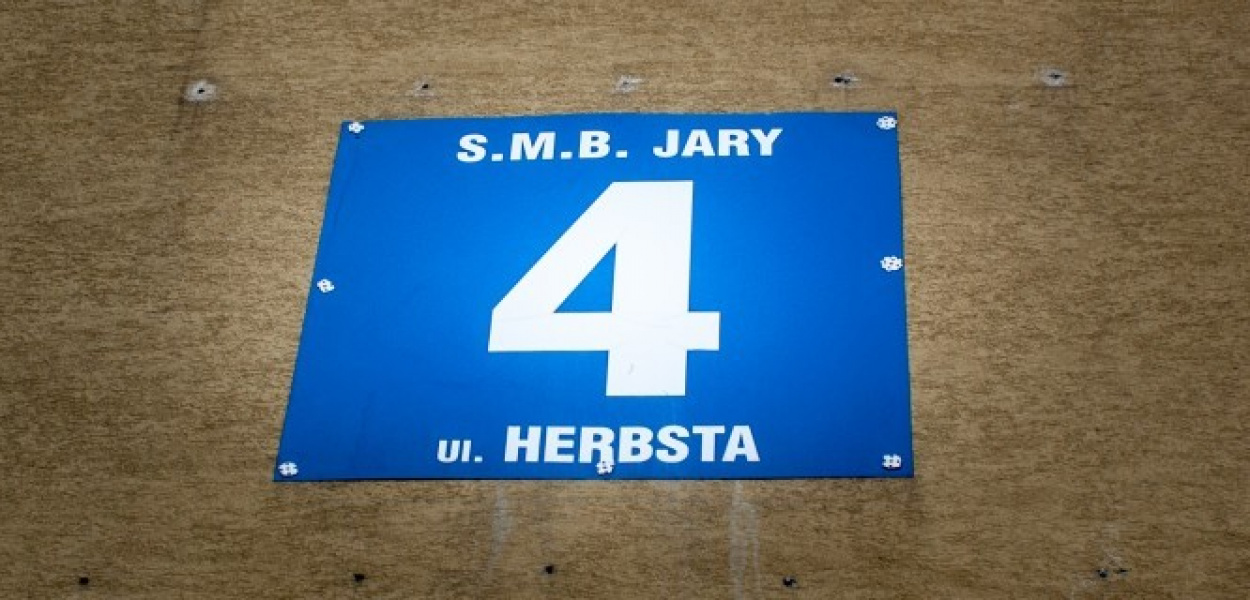 S.M.B. JARY
4
Ul. HERBSTA